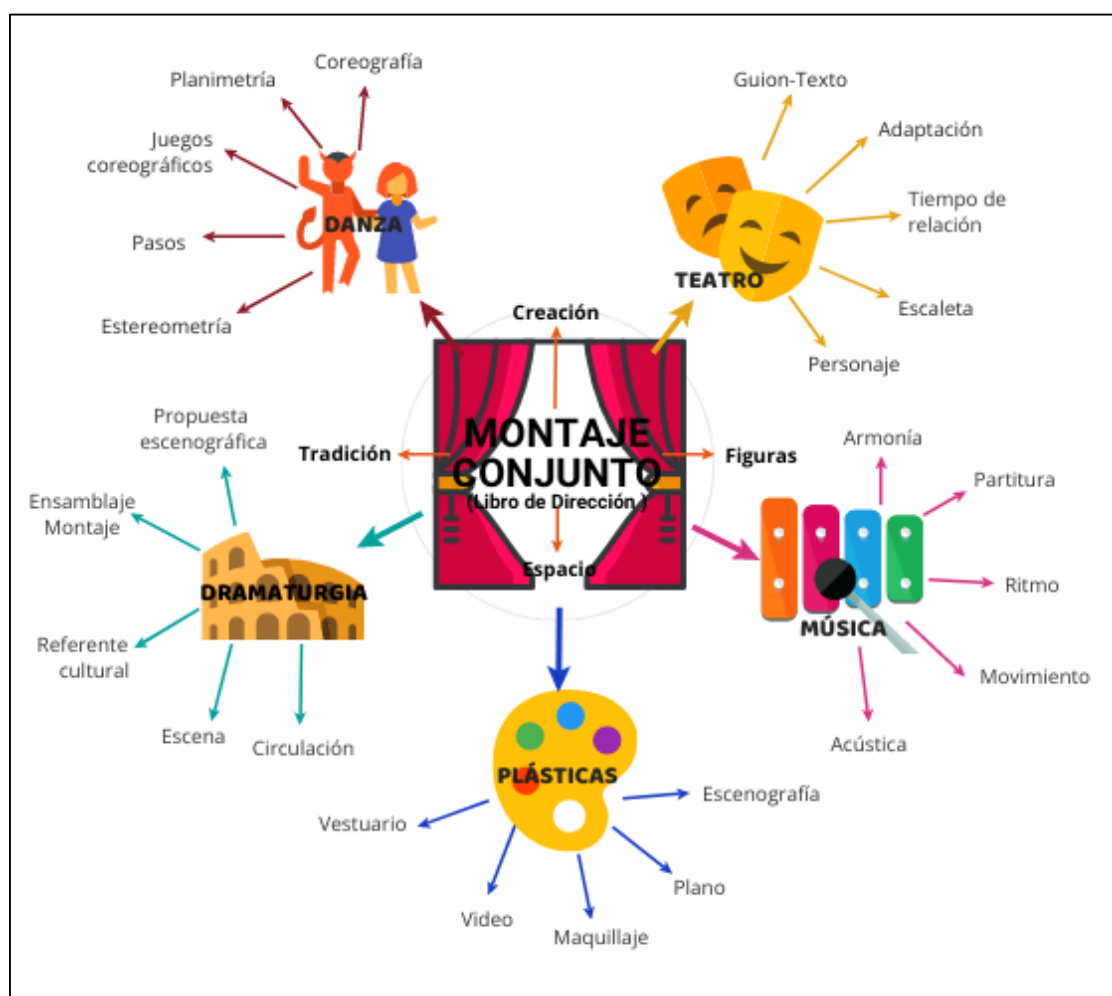 Coreografía
Planimetría
Juegos
coreográficos
Pasos
Estereometría
DANZA
Guion-Texto
Adaptación
Tiempo de
relación
Escaleta
Personaje
TEATRO
Creación
Tradición
MONTAJE
CONJUNTO
(Libro de Dirección )
Figuras
Espacio
Propuesta
escenográfica
Ensamblaje
Montaje
DRAMATURGIA
Referente
cultural
Escena
Circulación
Armonía
Partitura
Ritmo
MÚSICA
Movimiento
Acústica
PLÁSTICAS
Escenografía
Vestuario
Plano
Video
Maquillaje